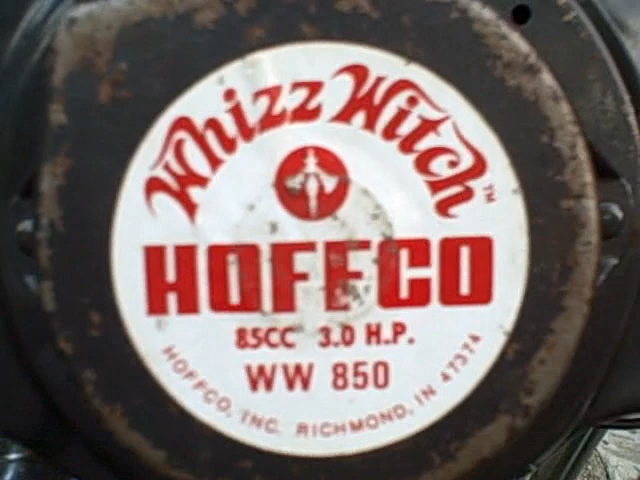 Whizz Witch™
HOFFCO
85CC 3.0 H.P.
WW 850
HOFFCO, INC. RICHMOND, IN 47374